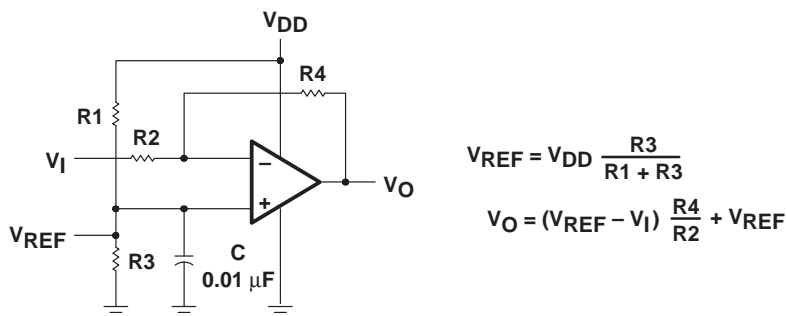 VDD
R4
R1
R2
VI
−
+
VO
VREF
R3
C
0.01 μF
VREF = VDD R3 / R1 + R3
VO = (VREF − VI) R4 / R2 + VREF